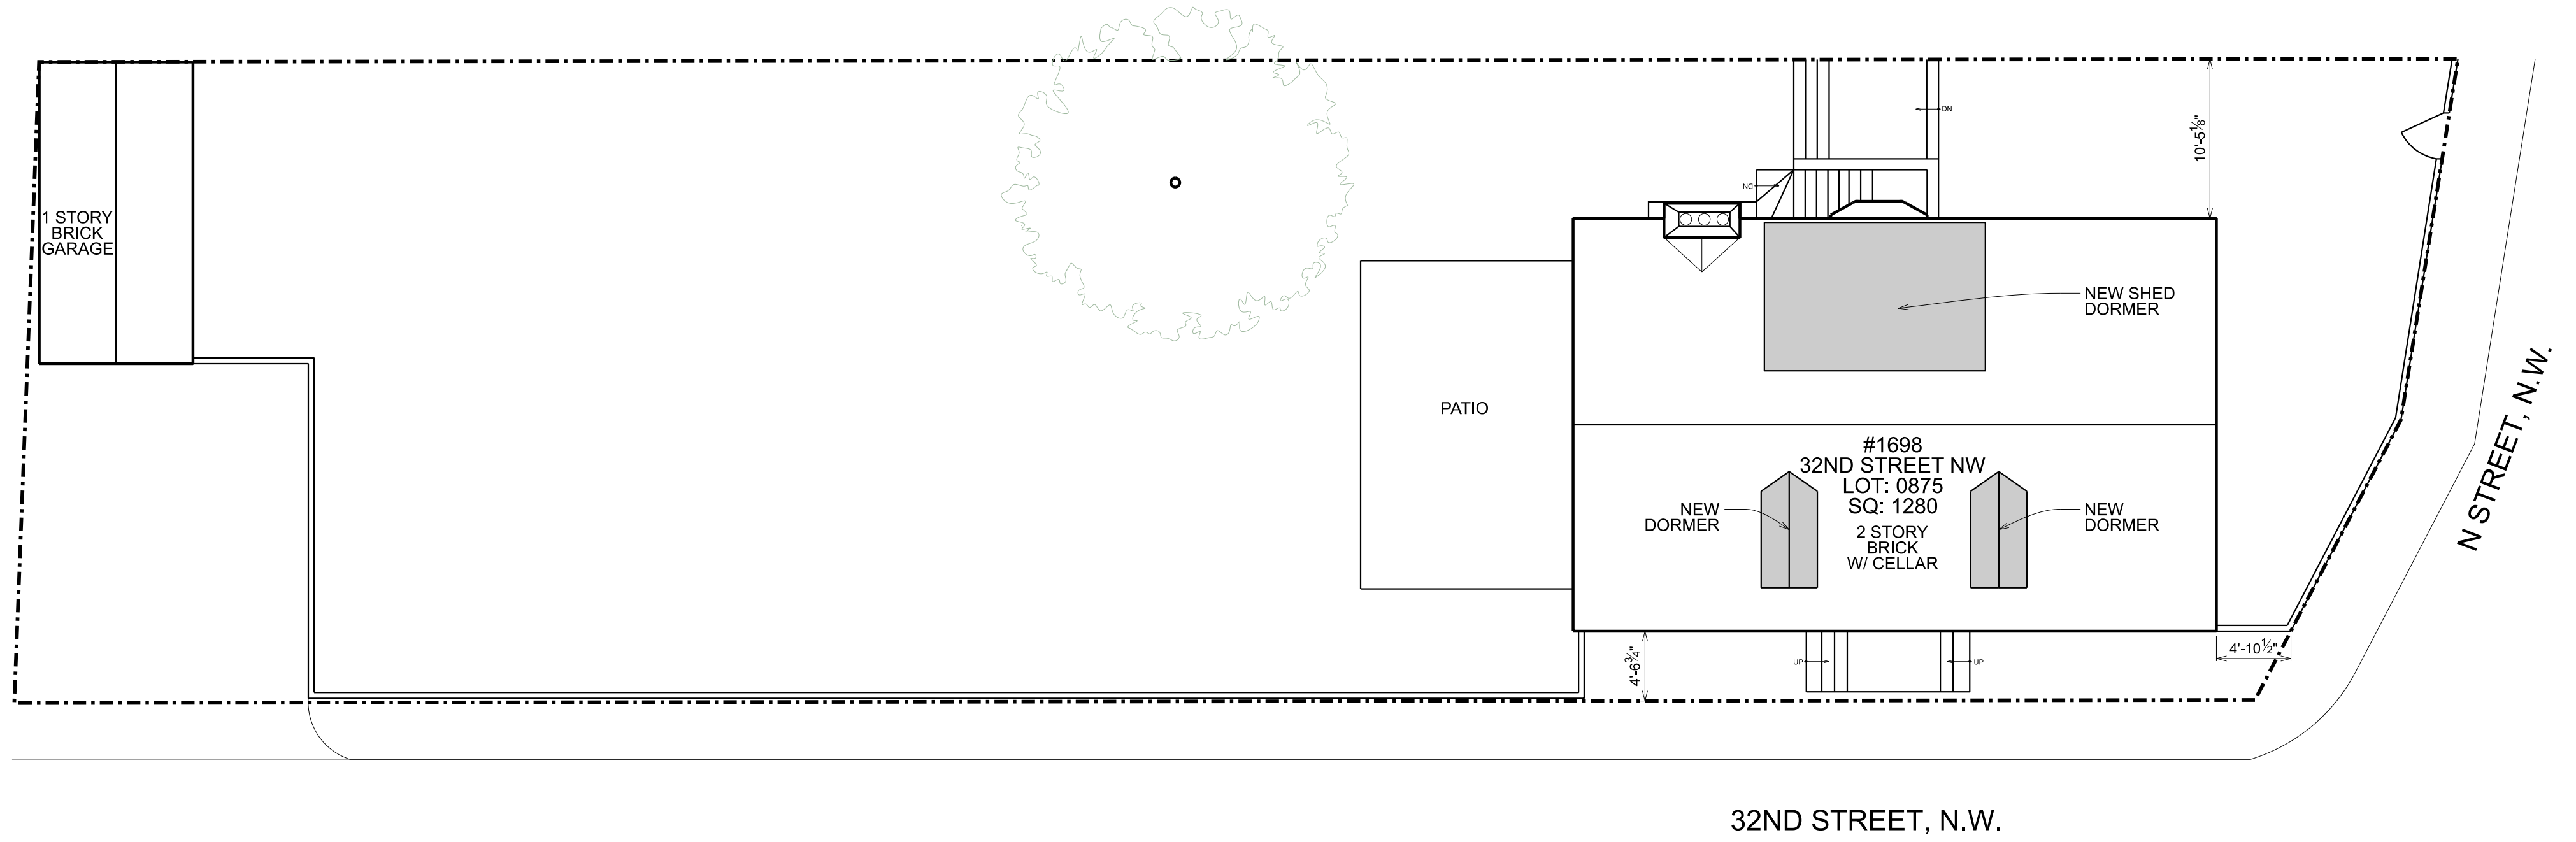 DN
10'-5⅛"
1 STORY
BRICK
GARAGE
DN
NEW SHED
DORMER
PATIO
#1698
32ND STREET NW
LOT: 0875
SQ: 1280
2 STORY
BRICK
W/ CELLAR
NEW
DORMER
NEW
DORMER
N STREET, N.W.
UP
UP
4'-6¾"
4'-10½"
32ND STREET, N.W.